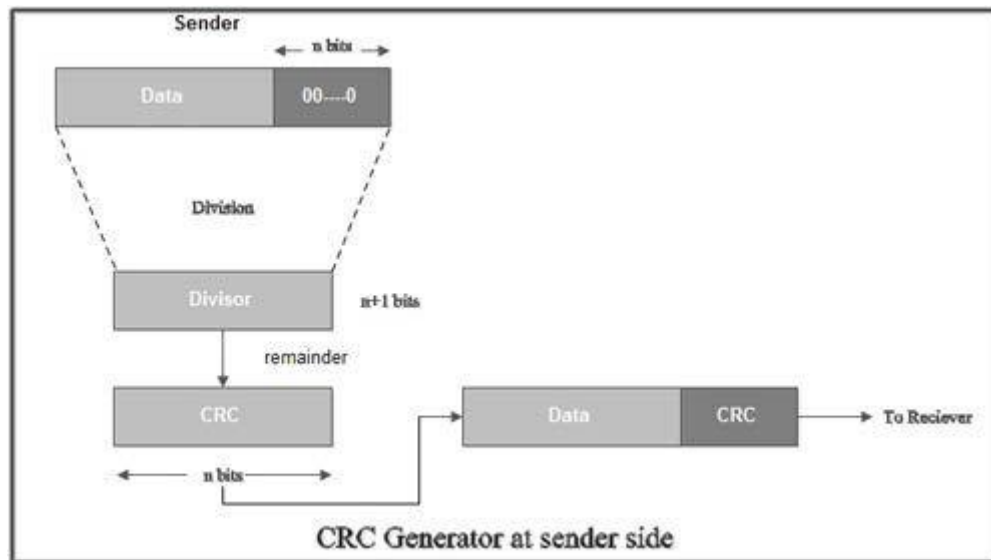 Sender
n bits
Data
00----0
Division
Divisor
n+1 bits
remainder
CRC
n bits
Data
CRC
To Reciever
CRC Generator at sender side